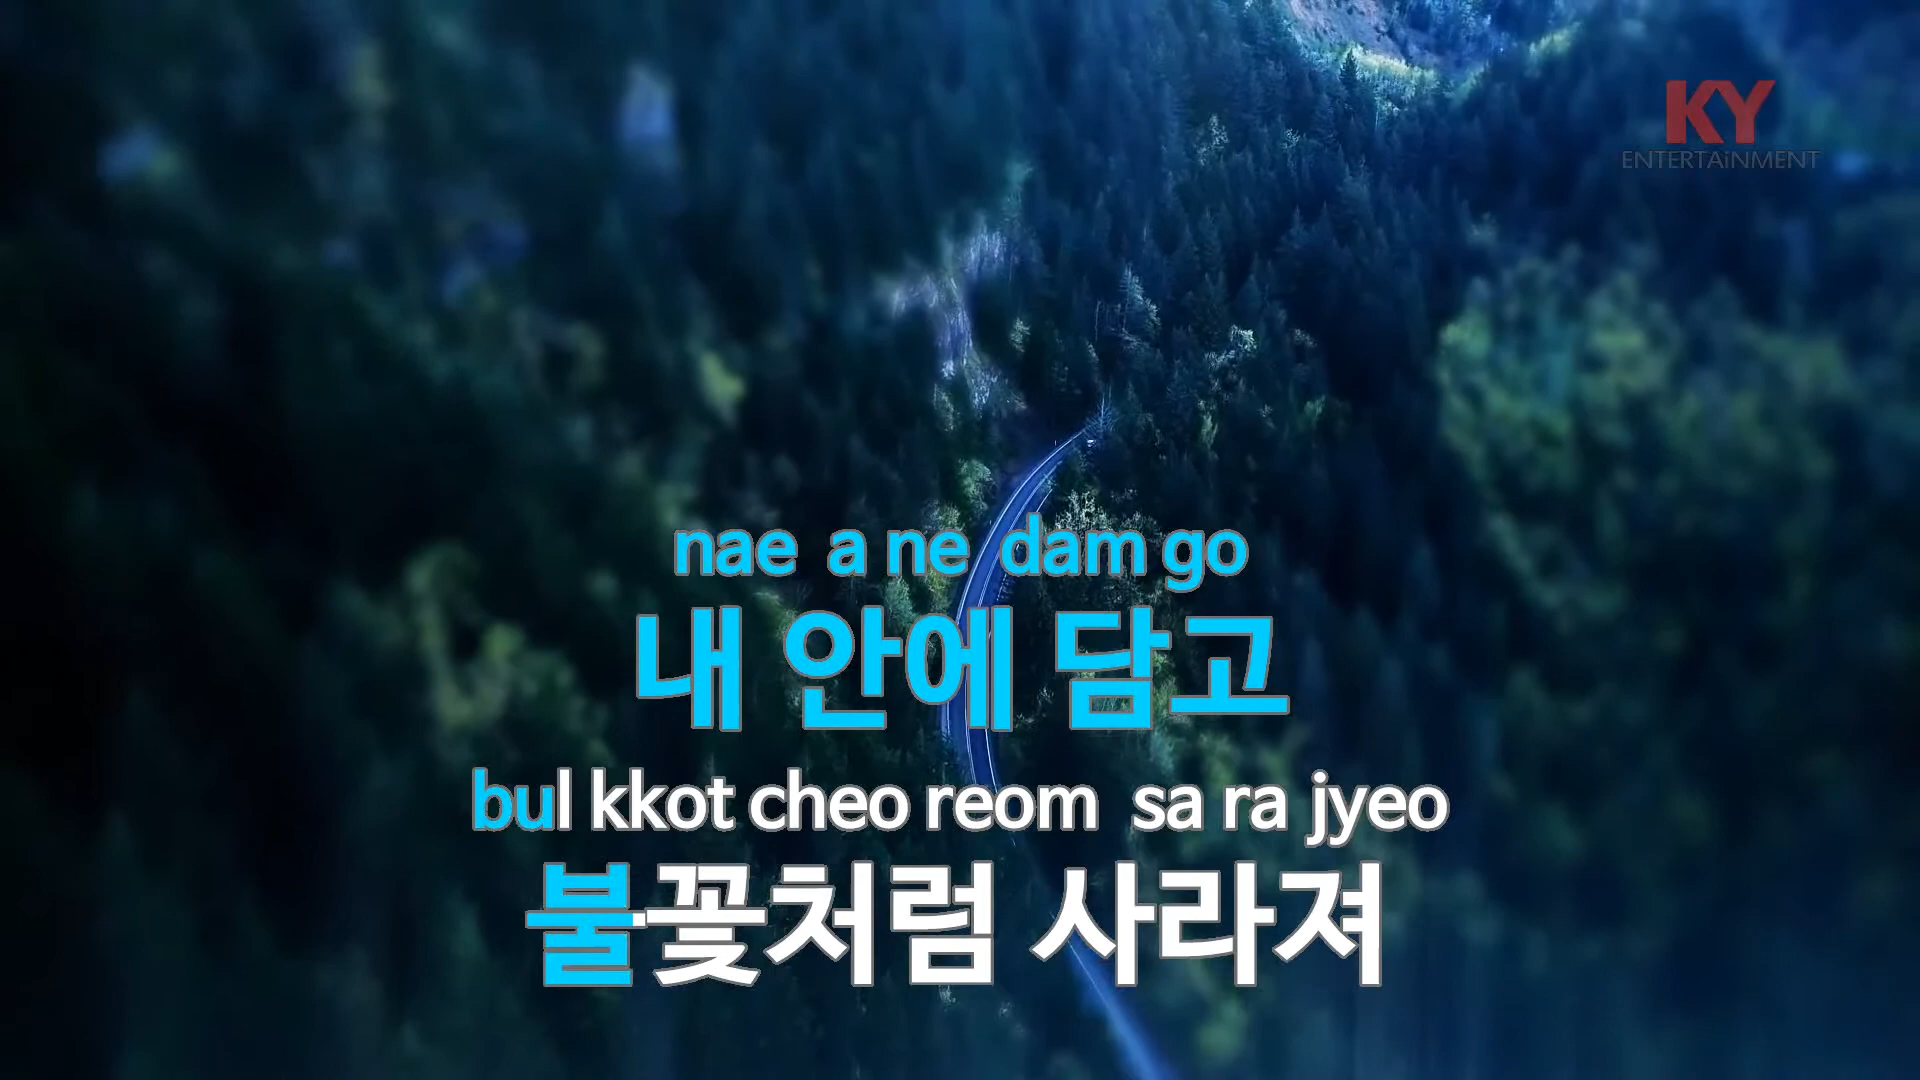 KY
ENTERTAiNMENT
nae a ne dam go
내 안에 담고
bul kkot cheo reom sa ra jyeo
불꽃처럼 사라져